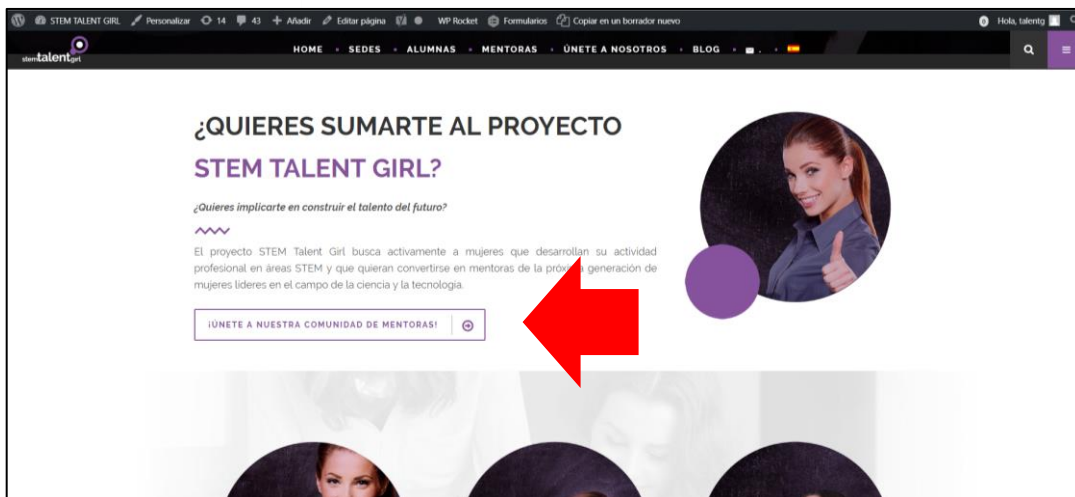 STEM TALENT GIRL Personalizar 14 43 Añadir Editar página WP Rocket Formularios Copiar en un borrador nuevo 0 Hola, talentg
stemtalentgirl
HOME SEDES ALUMNAS MENTORAS ÚNETE A NOSOTROS BLOG
¿QUIERES SUMARTE AL PROYECTO
STEM TALENT GIRL?
¿Quieres implicarte en construir el talento del futuro?
El proyecto STEM Talent Girl busca activamente a mujeres que desarrollan su actividad
profesional en áreas STEM y que quieran convertirse en mentoras de la generación de
mujeres líderes en el campo de la ciencia y la tecnología.
¡ÚNETE A NUESTRA COMUNIDAD DE MENTORAS!